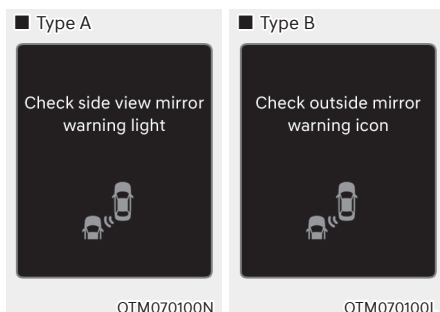 ■ Type A
Check side view mirror
warning light
OTM070100N
■ Type B
Check outside mirror
warning icon
OTM070100L